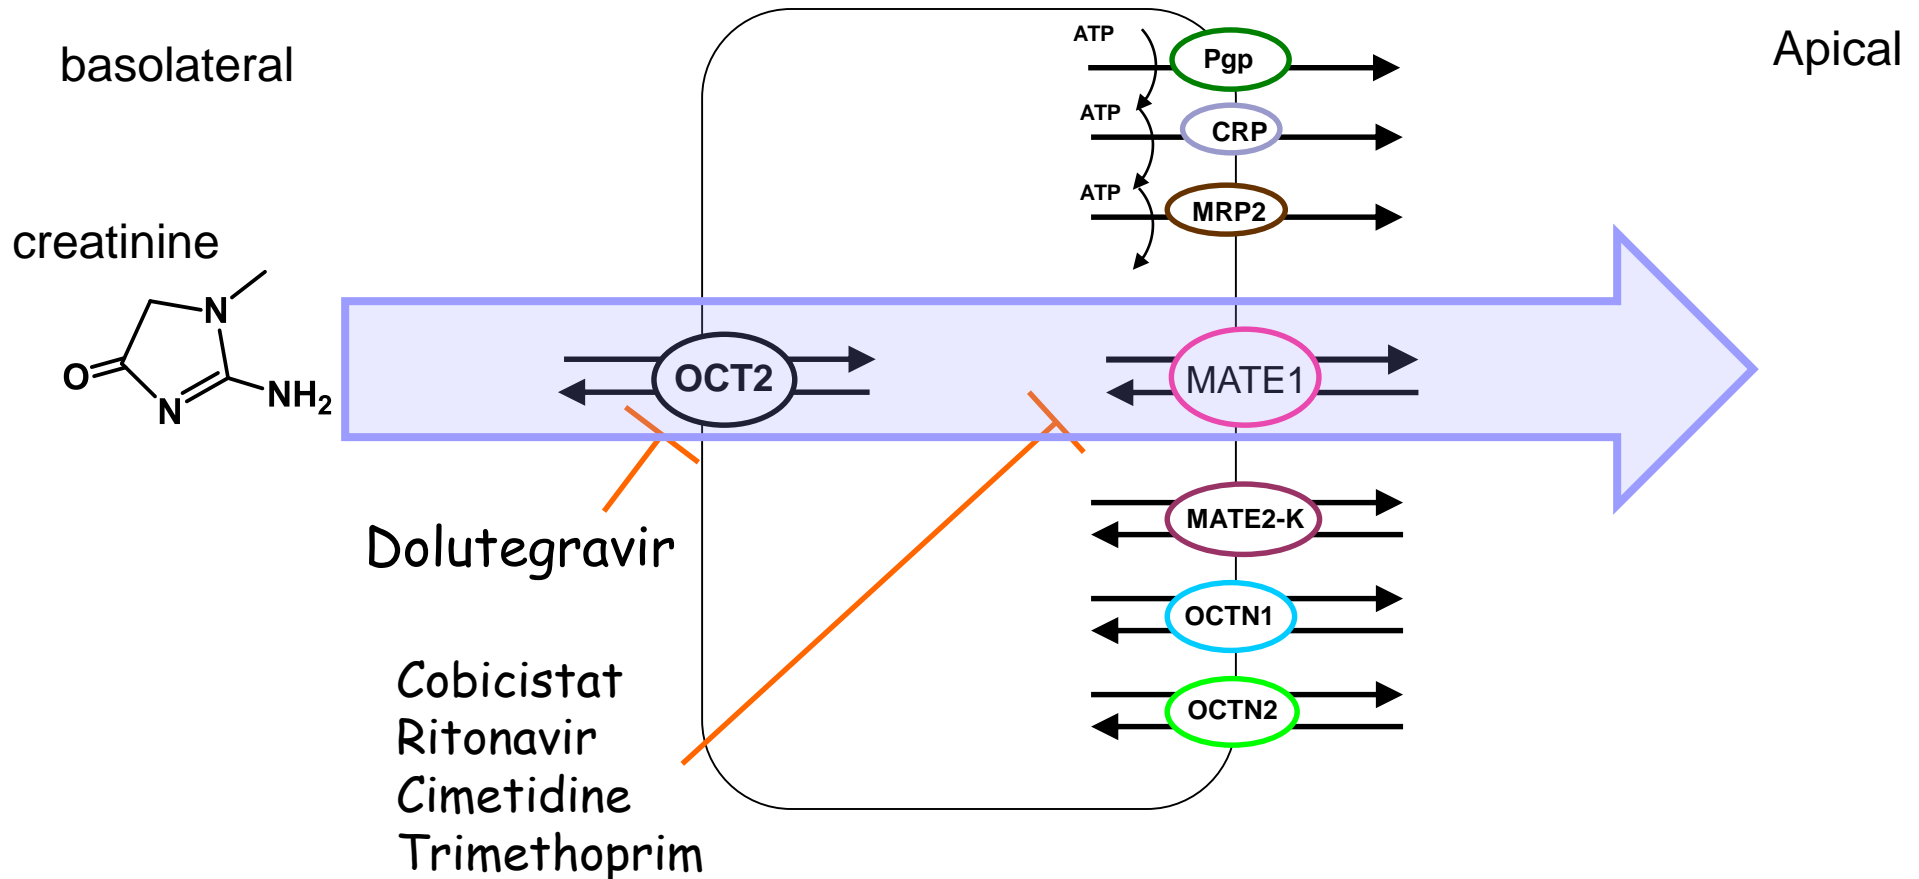 basolateral
Apical
ATP
Pgp
ATP
CRP
ATP
MRP2
creatinine
N
O
N
NH2
OCT2
MATE1
MATE2-K
Dolutegravir
OCTN1
Cobicistat
Ritonavir
Cimetidine
Trimethoprim
OCTN2